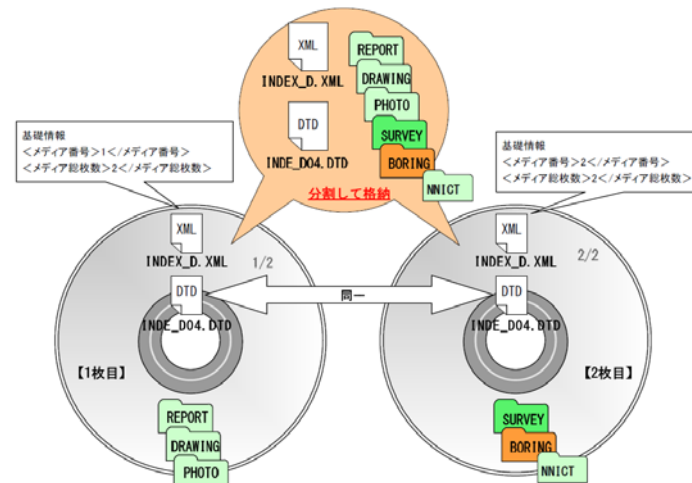 XML
INDEX_D.XML
DTD
INDE_D04.DTD
REPORT
DRAWING
PHOTO
SURVEY
BORING
NNICT
分割して格納
基礎情報
<メディア番号>1</メディア番号>
<メディア総枚数>2</メディア総枚数>
基礎情報
<メディア番号>2</メディア番号>
<メディア総枚数>2</メディア総枚数>
XML
INDEX_D.XML
1/2
DTD
INDE_D04.DTD
【1枚目】
REPORT
DRAWING
PHOTO
同一
XML
INDEX_D.XML
2/2
DTD
INDE_D04.DTD
【2枚目】
SURVEY
BORING
NNICT